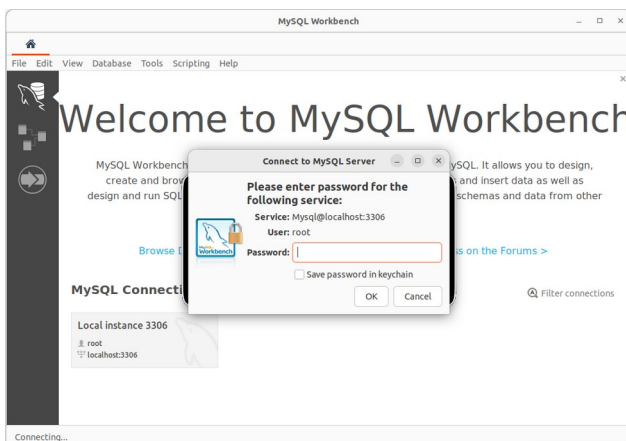 MySQL Workbench
File Edit View Database Tools Scripting Help
Welcome to MySQL Workbench
MySQL Workbench
create and
design and run SQL
MySQL. It allows you to design,
and insert data as well as
schemas and data from other
Browse
on the Forums >
Connect to MySQL Server
Please enter password for the
following service:
Service: Mysql@localhost:3306
User: root
Password:
Save password in keychain
OK Cancel
Workbench
MySQL
Filter connections
Local instance 3306
root
localhost:3306
Connecting...